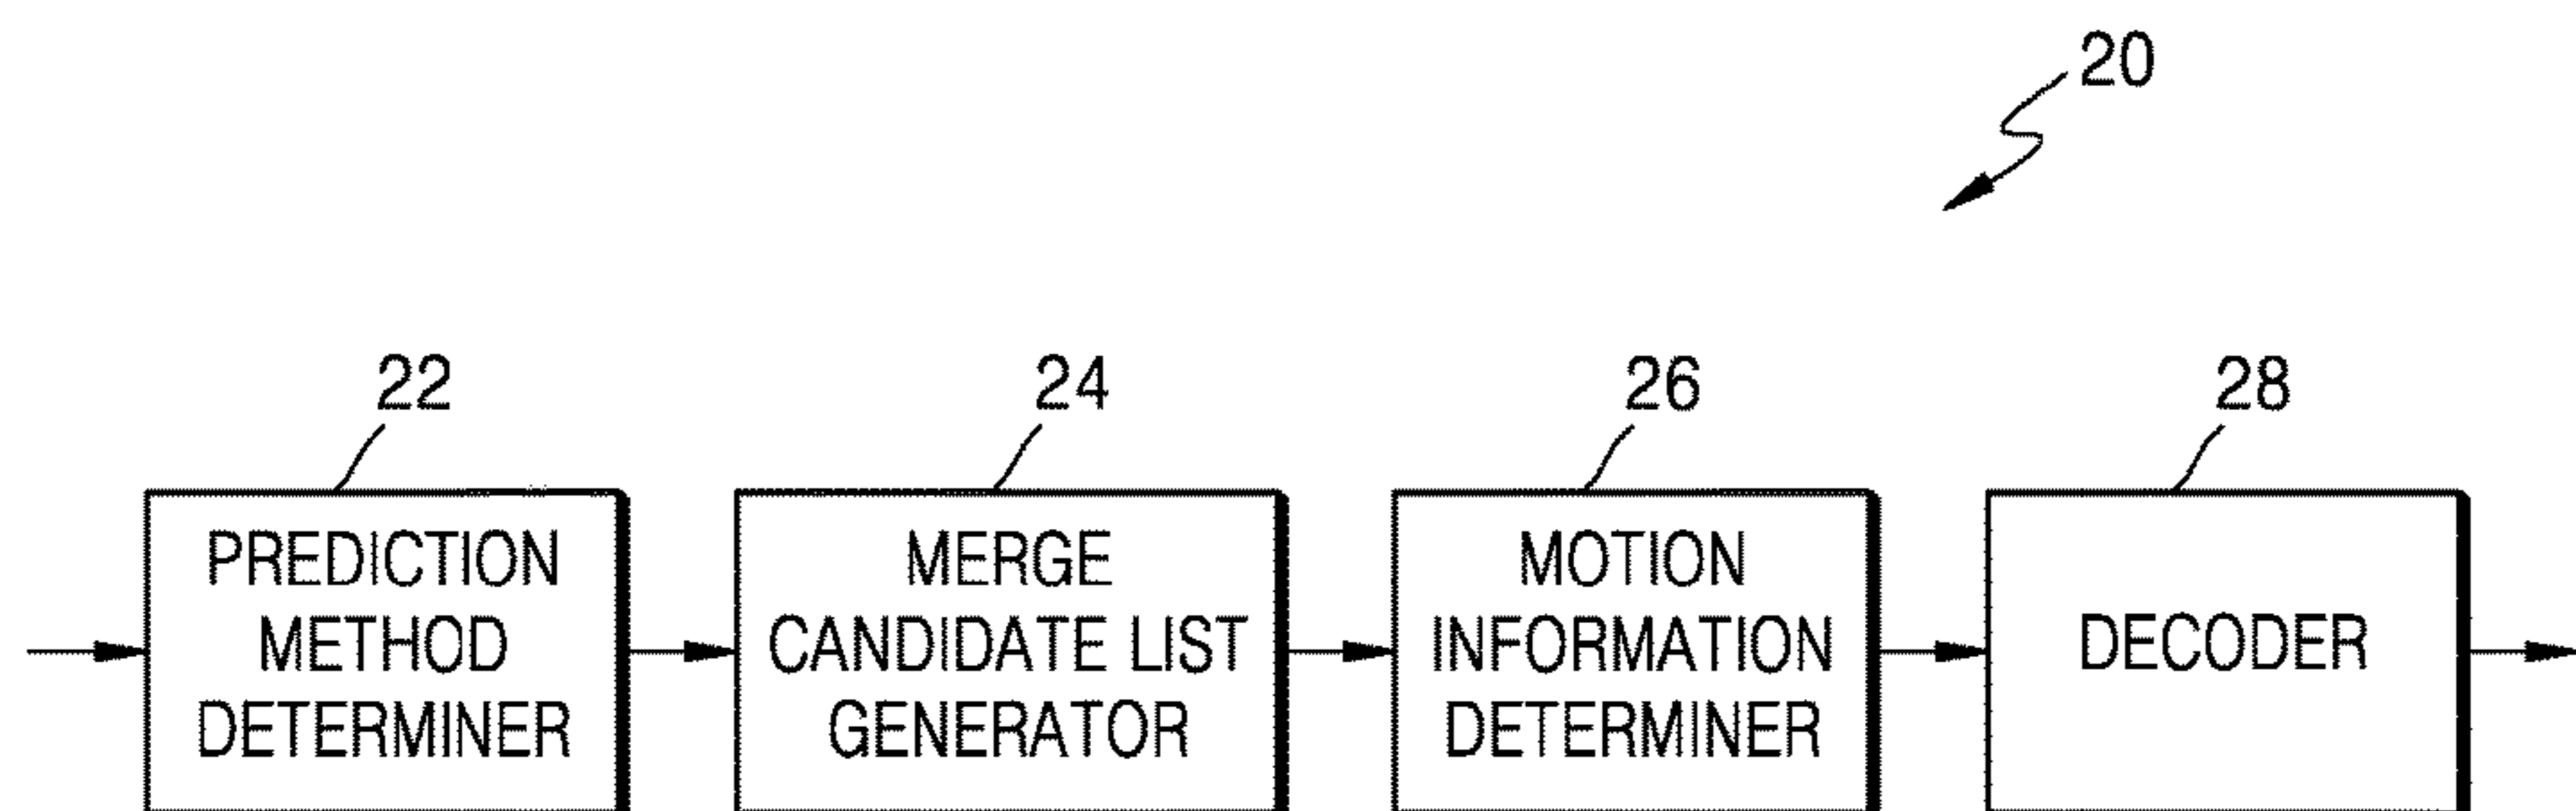 20
22
24
26
28
PREDICTION
METHOD
DETERMINER
MERGE
CANDIDATE LIST
GENERATOR
MOTION
INFORMATION
DETERMINER
DECODER